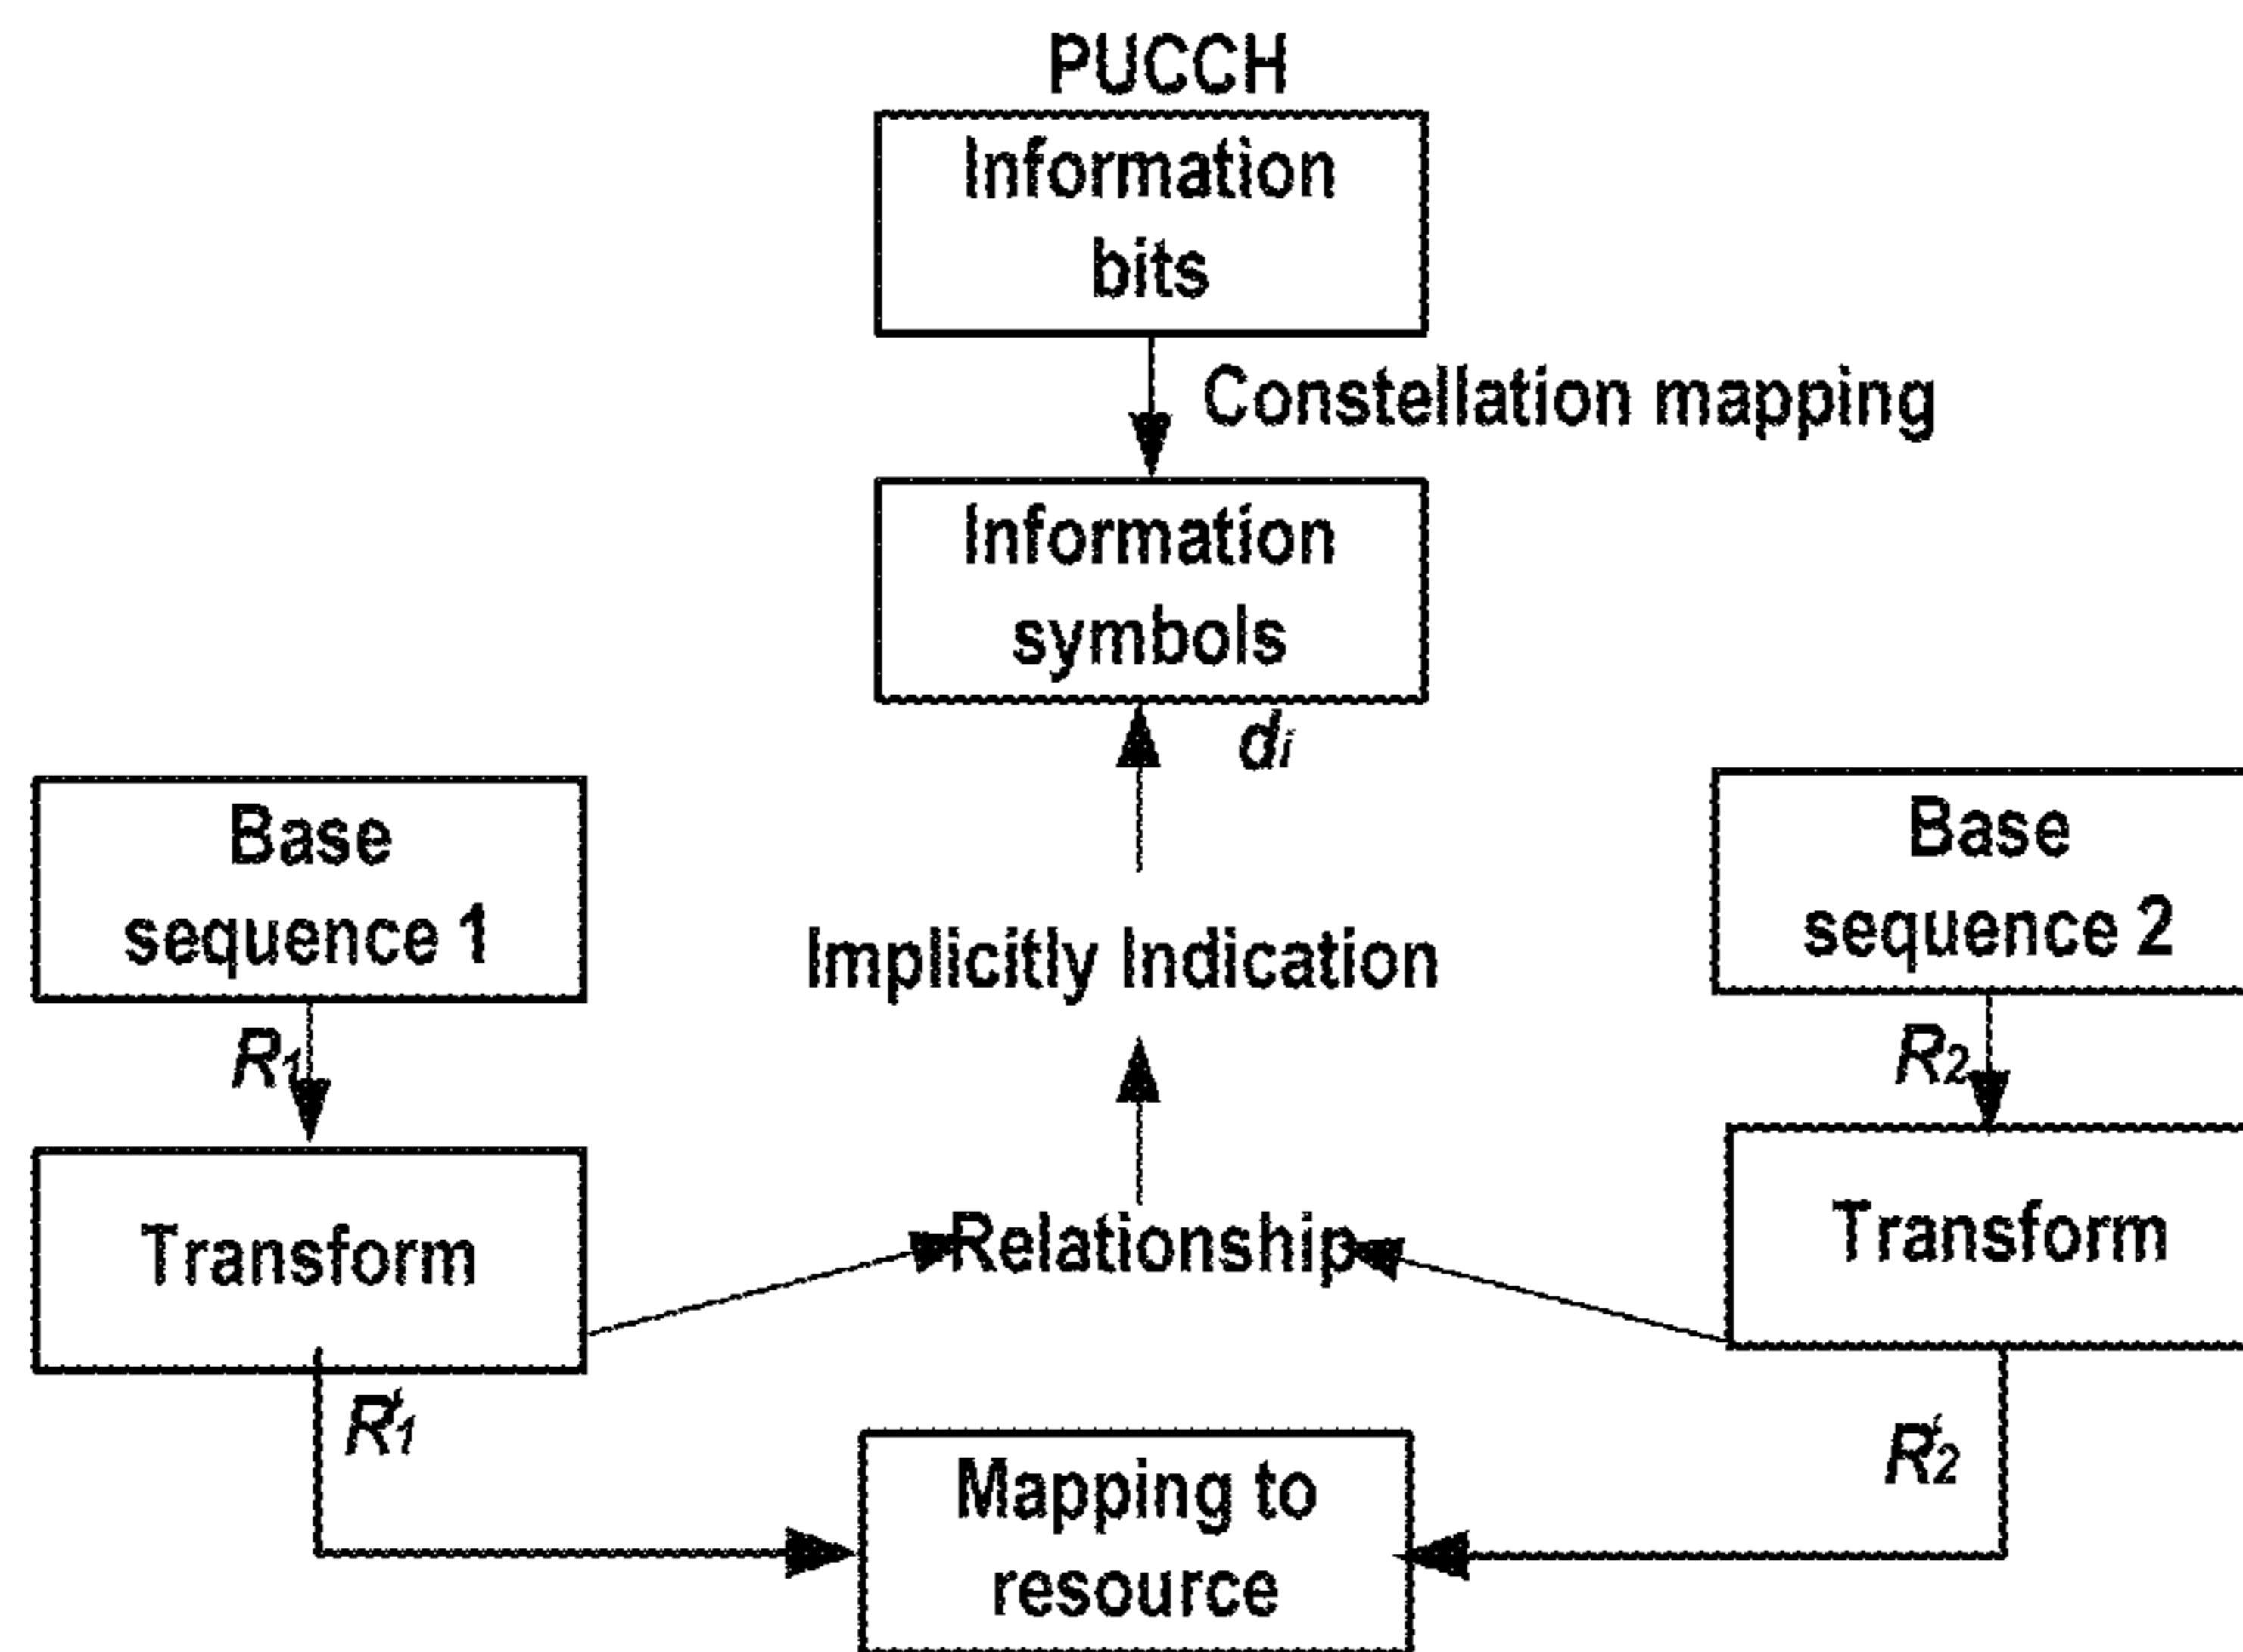 PUCCH
Information
bits
Constellation mapping
Information
symbols
di
Base
sequence 1
Implicitly Indication
Base
sequence 2
R1
R2
Transform
Relationship
Transform
R'1
R'2
Mapping to
resource